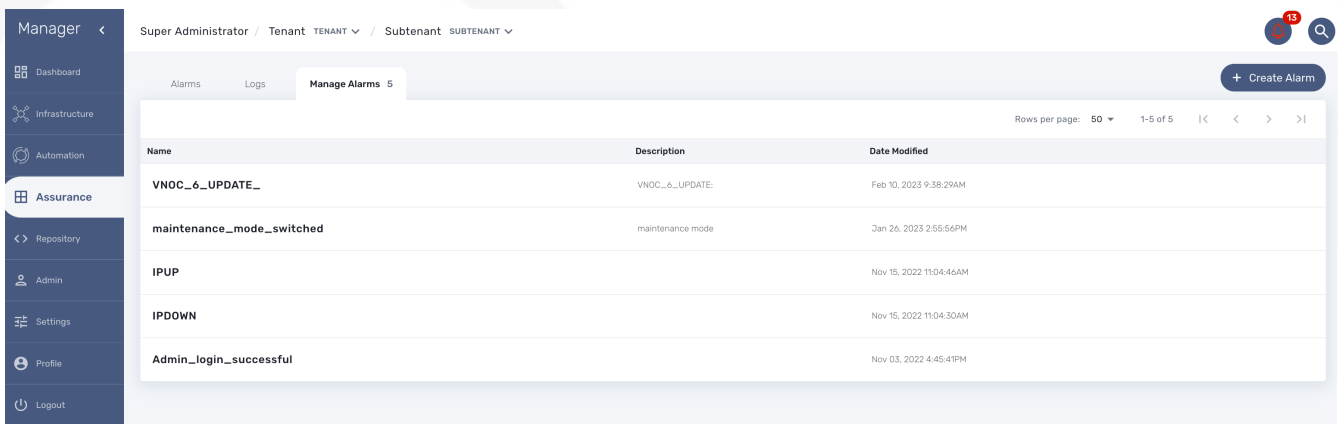 Manager
Super Administrator / Tenant TENANT / Subtenant SUBTENANT
13
Dashboard
Infrastructure
Automation
Assurance
Repository
Admin
Settings
Profile
Logout
Alarms Logs Manage Alarms 5
+ Create Alarm
Rows per page: 50 1-5 of 5
Name Description Date Modified
VNOC_6_UPDATE_ VNOC_6_UPDATE: Feb 10, 2023 9:38:29AM
maintenance_mode_switched maintenance mode Jan 26, 2023 2:55:56PM
IPUP Nov 15, 2022 11:04:46AM
IPDOWN Nov 15, 2022 11:04:30AM
Admin_login_successful Nov 03, 2022 4:45:41PM